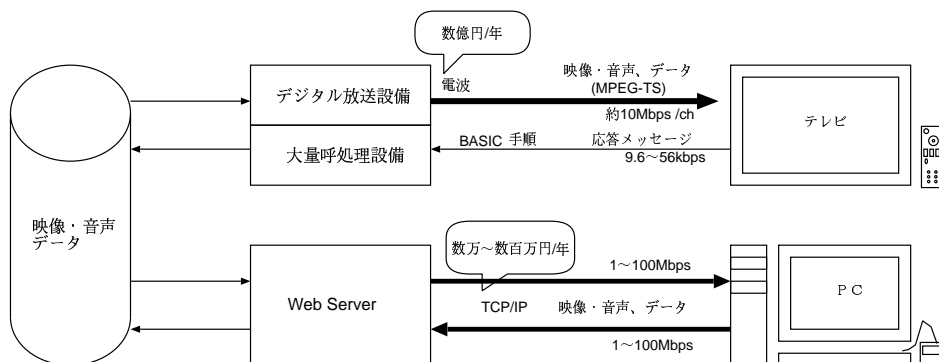 数億円/年
デジタル放送設備
電波
映像・音声、データ
(MPEG-TS)
約10Mbps /ch
テレビ
大量呼処理設備
BASIC 手順
応答メッセージ
9.6～56kbps
映像・音声
データ
数万～数百万円/年
1～100Mbps
Web Server
TCP/IP
映像・音声、データ
1～100Mbps
ＰＣ